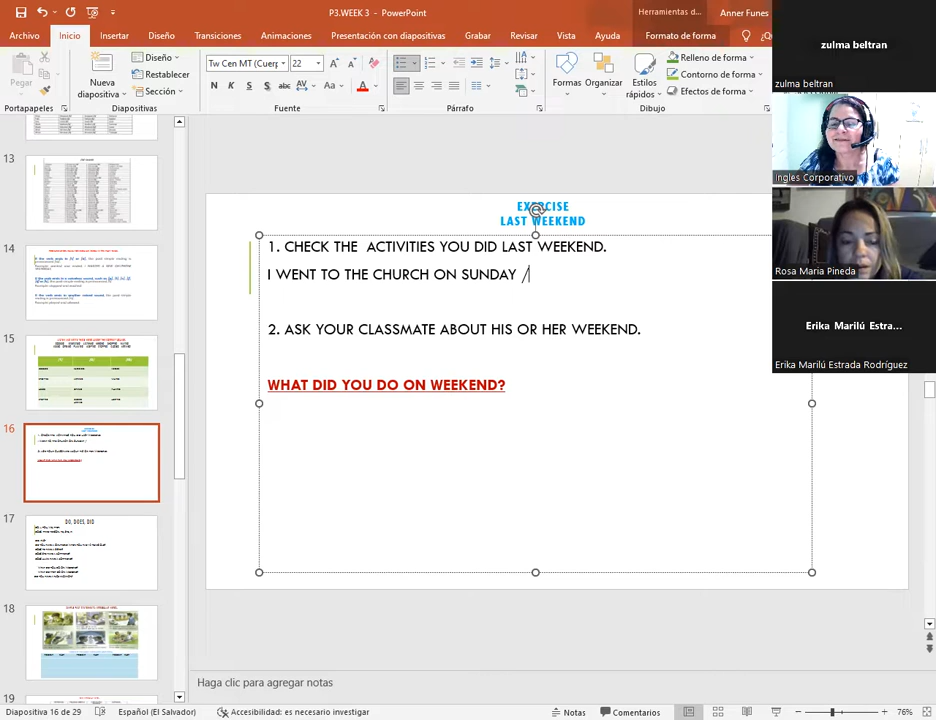 P3.WEEK 3 - PowerPoint
Herramientas d...
Anner Funes
Archivo
Inicio
Insertar
Diseño
Transiciones
Animaciones
Presentación con diapositivas
Grabar
Revisar
Vista
Ayuda
Formato de forma
Pegar
Nueva diapositiva
Diseño
Restablecer
Sección
Tw Cen MT (Cuerp
22
N K S
Aa
A
Formas
Organizar
Estilos rápidos
Relleno de forma
Contorno de forma
Efectos de forma
Portapapeles
Diapositivas
Fuente
Párrafo
Dibujo
zulma beltran
zulma beltran
Ingles Corporativo
Rosa Maria Pineda
Erika Marilú Estra...
Erika Marilú Estrada Rodríguez
13
14
15
16
17
DO, DOES, DID
18
19
EXERCISE
LAST WEEKEND
1. CHECK THE ACTIVITIES YOU DID LAST WEEKEND.
I WENT TO THE CHURCH ON SUNDAY /
2. ASK YOUR CLASSMATE ABOUT HIS OR HER WEEKEND.
WHAT DID YOU DO ON WEEKEND?
Haga clic para agregar notas
Diapositiva 16 de 29
Español (El Salvador)
Accesibilidad: es necesario investigar
Notas
Comentarios
76%